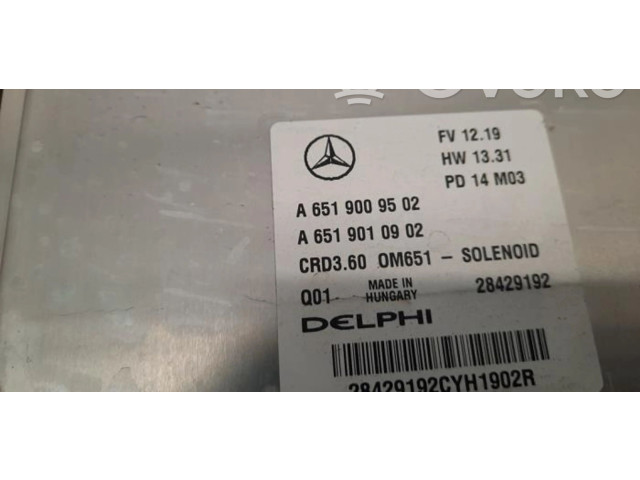 FV 12.19
HW 13.31
PD 14 M03
A 651 900 95 02
A 651 901 09 02
CRD3.60 OM651 - SOLENOID
Q01 MADE IN HUNGARY 28429192
DELPHI
28429192CYH1902R